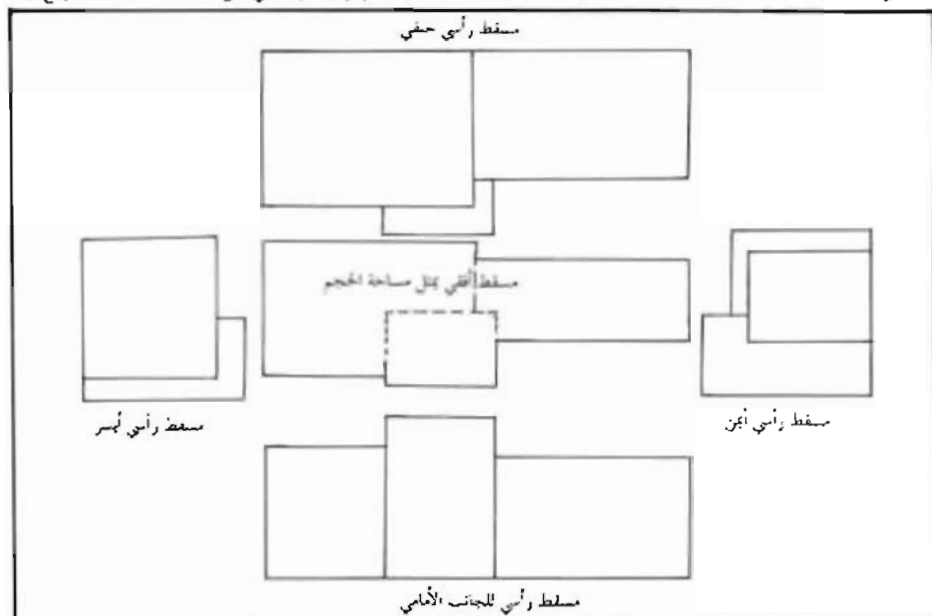 مسقط رأسي خلفي
مسقط أفقي يمثل مساحة الحجم
مسقط رأسي أيسر
مسقط رأسي أيمن
مسقط رأسي للجانب الأمامي